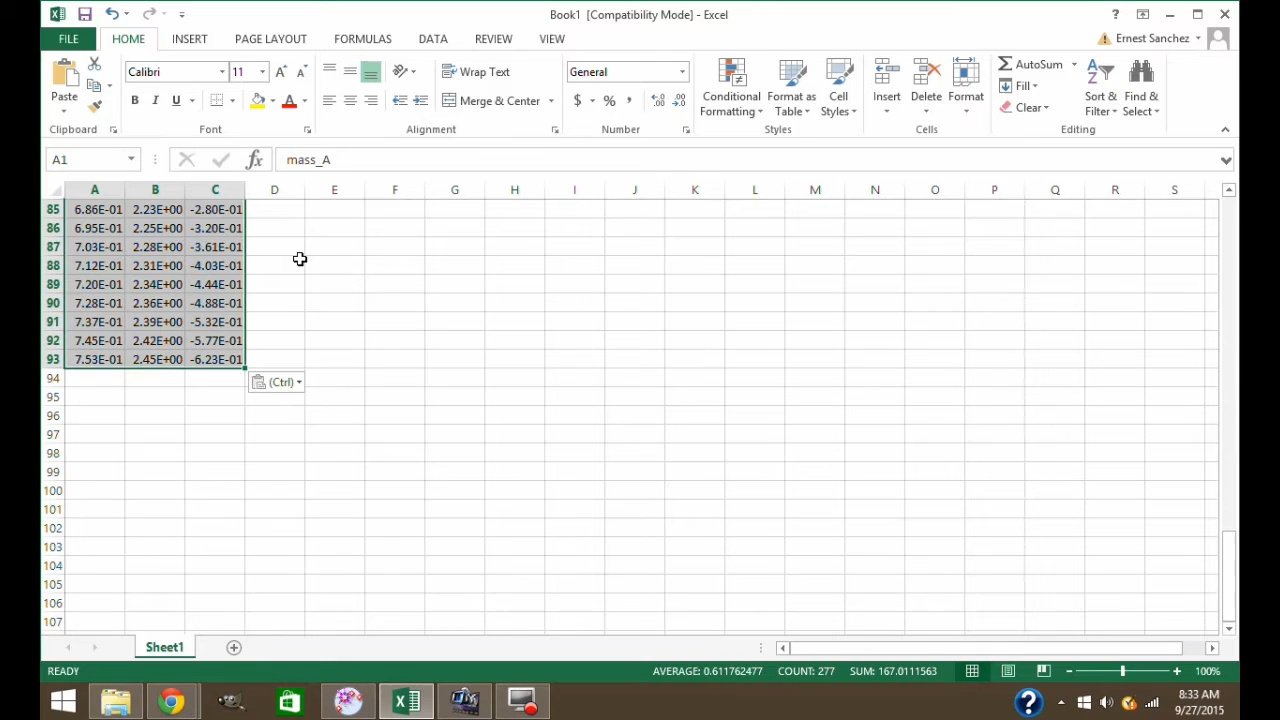 Book1 [Compatibility Mode] - Excel
FILE HOME INSERT PAGE LAYOUT FORMULAS DATA REVIEW VIEW Ernest Sanchez
Paste
Clipboard
Calibri 11
B I U A
Font
Wrap Text
Merge & Center
Alignment
General
$ % ,
Number
Conditional Formatting
Format as Table
Cell Styles
Styles
Insert
Delete
Format
Cells
AutoSum
Fill
Clear
Sort & Filter
Find & Select
Editing
A1 fx mass_A
A B C D E F G H I J K L M N O P Q R S
85 6.86E-01 2.23E+00 -2.80E-01
86 6.95E-01 2.25E+00 -3.20E-01
87 7.03E-01 2.28E+00 -3.61E-01
88 7.12E-01 2.31E+00 -4.03E-01
89 7.20E-01 2.34E+00 -4.44E-01
90 7.28E-01 2.36E+00 -4.88E-01
91 7.37E-01 2.39E+00 -5.32E-01
92 7.45E-01 2.42E+00 -5.77E-01
93 7.53E-01 2.45E+00 -6.23E-01
94 (Ctrl)
95
96
97
98
99
100
101
102
103
104
105
106
107
Sheet1
READY AVERAGE: 0.611762477 COUNT: 277 SUM: 167.0111563 100%
8:33 AM
9/27/2015